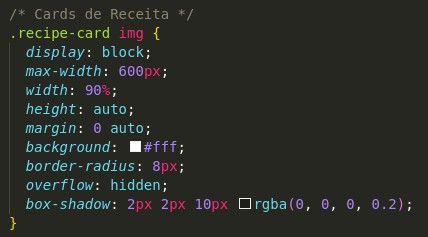 /* Cards de Receita */
.recipe-card img {
display: block;
max-width: 600px;
width: 90%;
height: auto;
margin: 0 auto;
background: #fff;
border-radius: 8px;
overflow: hidden;
box-shadow: 2px 2px 10px rgba(0, 0, 0, 0.2);
}